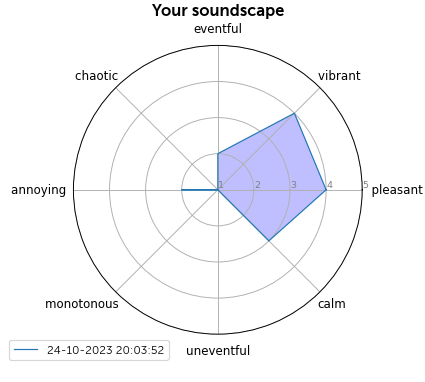 Your soundscape
eventful
chaotic
vibrant
annoying
1
2
3
4
5
pleasant
monotonous
calm
uneventful
24-10-2023 20:03:52